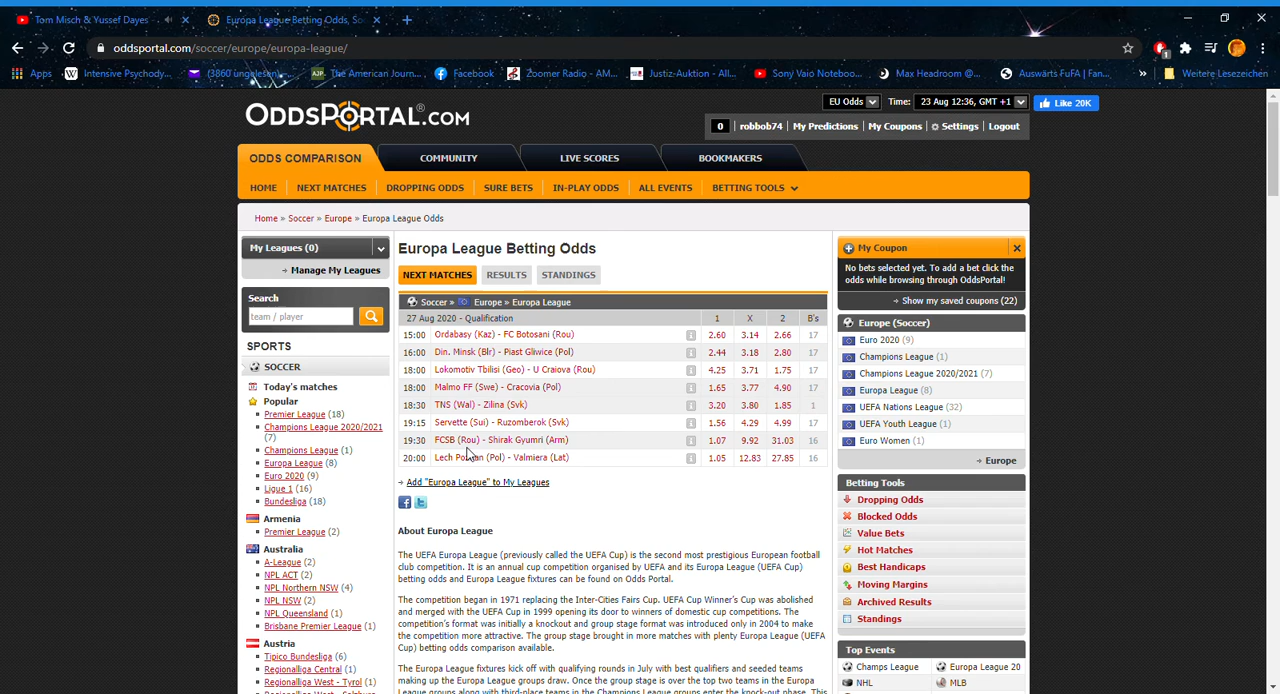 Tom Misch & Yussef Dayes
Europa League Betting Odds, So
oddsportal.com/soccer/europe/europa-league/
Apps Intensive Psychody... (3860 ungelesen) The American Journ... Facebook Zoomer Radio - AM... Justiz-Auktion - All... Sony Vaio Noteboo... Max Headroom @... Auswärts FuFA | Fan... » Weitere Lesezeichen
ODDSPORTAL®.COM
EU Odds Time: 23 Aug 12:36, GMT +1 Like 20K
0 | robbob74 | My Predictions | My Coupons | Settings | Logout
ODDS COMPARISON COMMUNITY LIVE SCORES BOOKMAKERS
HOME NEXT MATCHES DROPPING ODDS SURE BETS IN-PLAY ODDS ALL EVENTS BETTING TOOLS
Home » Soccer » Europe » Europa League Odds
My Leagues (0)
Manage My Leagues
Search
team / player
SPORTS
SOCCER
Today's matches
Popular
Premier League (18)
Champions League 2020/2021
(7)
Champions League (1)
Europa League (8)
Euro 2020 (9)
Ligue 1 (16)
Bundesliga (18)
Armenia
Premier League (2)
Australia
A-League (2)
NPL ACT (2)
NPL Northern NSW (4)
NPL NSW (2)
NPL Queensland (1)
Brisbane Premier League (1)
Austria
Tipico Bundesliga (6)
Regionalliga Central (1)
Regionalliga West - Tyrol (1)
Regionalliga West - Salzburg
Europa League Betting Odds
NEXT MATCHES RESULTS STANDINGS
Soccer » Europe » Europa League
27 Aug 2020 - Qualification 1 X 2 B's
15:00 Ordabasy (Kaz) - FC Botosani (Rou) 2.60 3.14 2.66 17
16:00 Din. Minsk (Blr) - Piast Gliwice (Pol) 2.44 3.18 2.80 17
18:00 Lokomotiv Tbilisi (Geo) - U Craiova (Rou) 4.25 3.71 1.75 17
18:00 Malmo FF (Swe) - Cracovia (Pol) 1.65 3.77 4.90 17
18:30 TNS (Wal) - Zilina (Svk) 3.20 3.80 1.85 1
19:15 Servette (Sui) - Ruzomberok (Svk) 1.56 4.29 4.99 17
19:30 FCSB (Rou) - Shirak Gyumri (Arm) 1.07 9.92 31.03 16
20:00 Lech Poznan (Pol) - Valmiera (Lat) 1.05 12.83 27.85 16
Add "Europa League" to My Leagues
About Europa League
The UEFA Europa League (previously called the UEFA Cup) is the second most prestigious European football
club competition. It is an annual cup competition organised by UEFA and its Europa League (UEFA Cup)
betting odds and Europa League fixtures can be found on Odds Portal.
The competition began in 1971 replacing the Inter-Cities Fairs Cup. UEFA Cup Winner's Cup was abolished
and merged with the UEFA Cup in 1999 opening its door to winners of domestic cup competitions. The
competition's format was initially a knockout and group stage format was introduced only in 2004 to make
the competition more attractive. The group stage brought in more matches with plenty Europa League (UEFA
Cup) betting odds comparison available.
The Europa League fixtures kick off with qualifying rounds in July with best qualifiers and seeded teams
making up the Europa League groups draw. Once the group stage is over the top two teams in the Europa
League groups along with third-place teams in the Champions League groups enter the knock-out phase. This
My Coupon
No bets selected yet. To add a bet click the
odds while browsing through OddsPortal!
Show my saved coupons (22)
Europe (Soccer)
Euro 2020 (9)
Champions League (1)
Champions League 2020/2021 (7)
Europa League (8)
UEFA Nations League (32)
UEFA Youth League (1)
Euro Women (1)
Europe
Betting Tools
Dropping Odds
Blocked Odds
Value Bets
Hot Matches
Best Handicaps
Moving Margins
Archived Results
Standings
Top Events
Champs League Europa League 20
NHL MLB